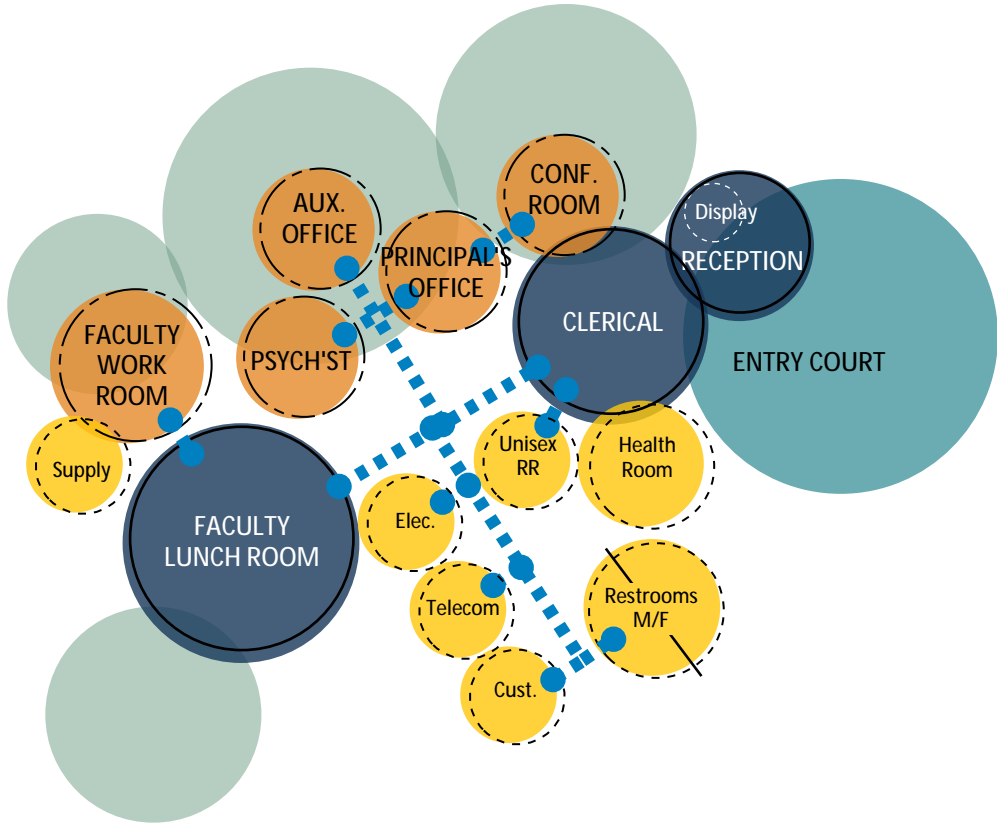 CONF.
ROOM
AUX.
OFFICE
Display
PRINCIPAL'S
OFFICE
RECEPTION
CLERICAL
FACULTY
WORK
ROOM
PSYCH'ST
ENTRY COURT
Unisex
RR
Health
Room
Supply
Elec.
FACULTY
LUNCH ROOM
Telecom
Restrooms
M/F
Cust.